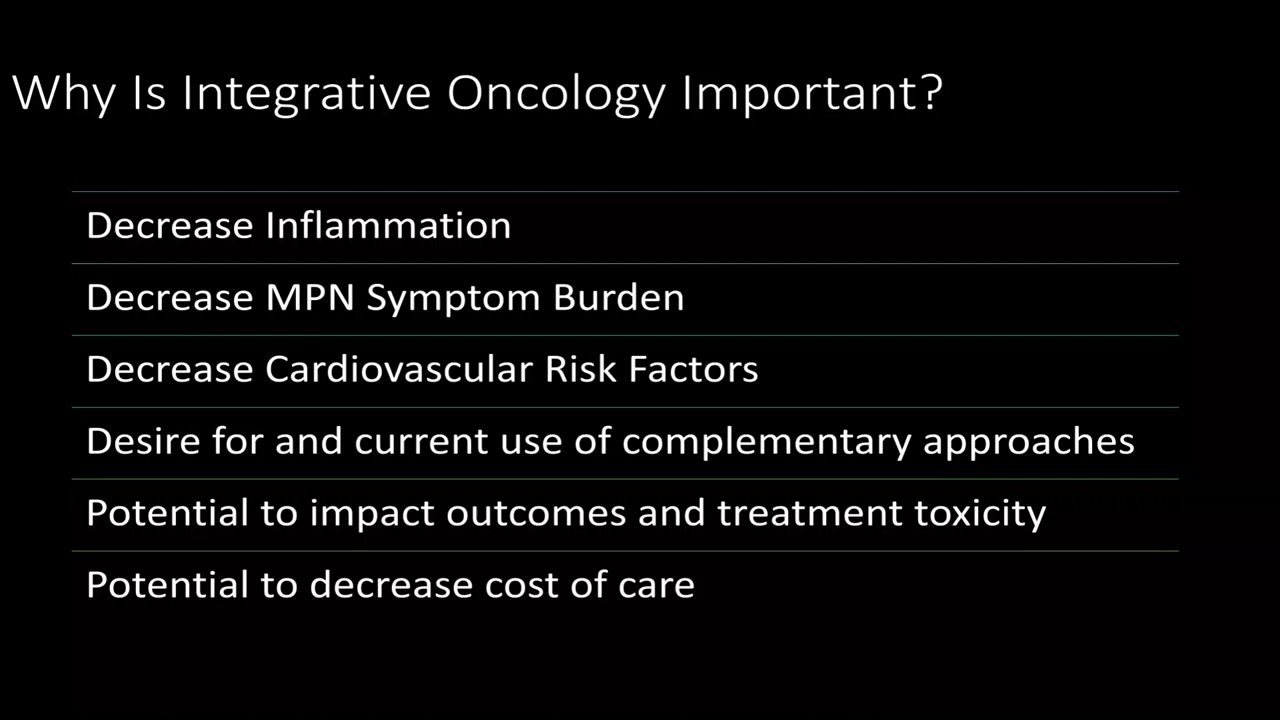 Why Is Integrative Oncology Important?
Decrease Inflammation
Decrease MPN Symptom Burden
Decrease Cardiovascular Risk Factors
Desire for and current use of complementary approaches
Potential to impact outcomes and treatment toxicity
Potential to decrease cost of care